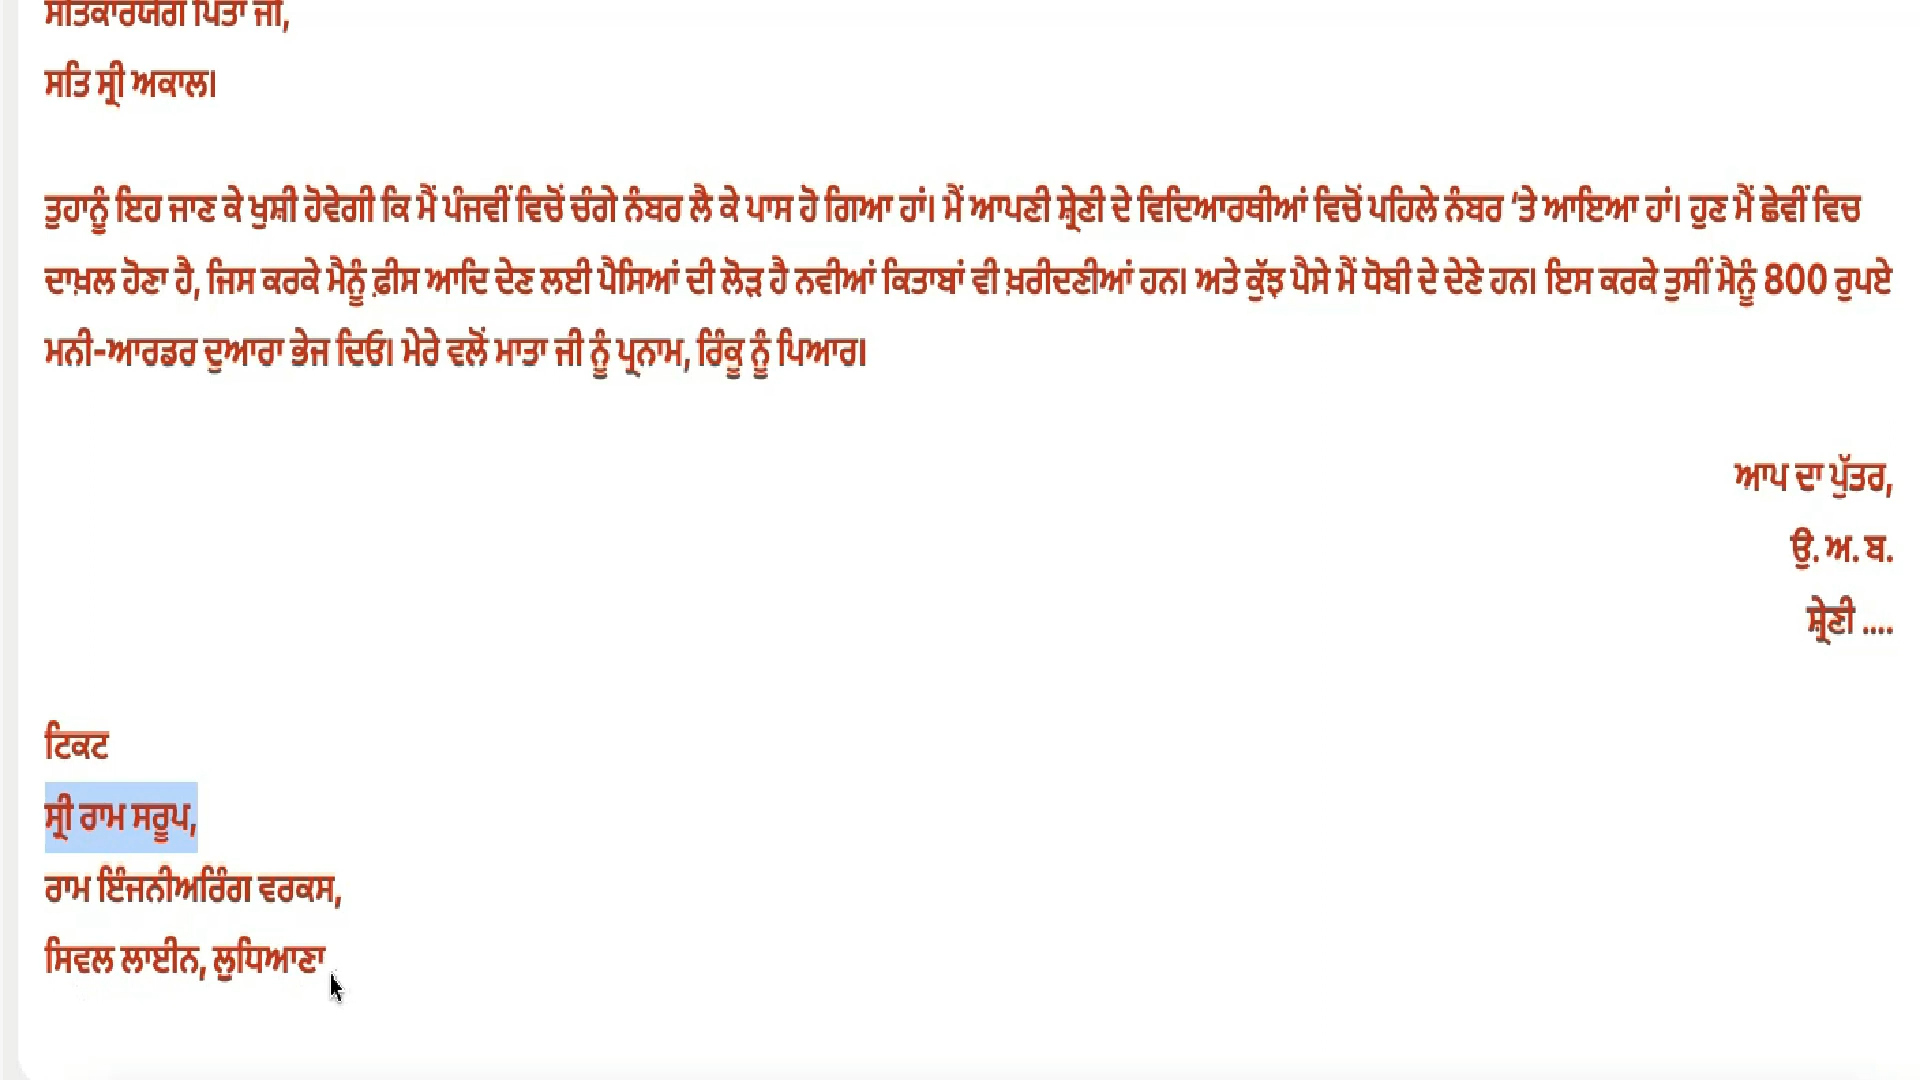 ਸਤਿਕਾਰਯੋਗ ਪਿਤਾ ਜੀ,
ਸਤਿ ਸ੍ਰੀ ਅਕਾਲ।
ਤੁਹਾਨੂੰ ਇਹ ਜਾਣ ਕੇ ਖੁਸ਼ੀ ਹੋਵੇਗੀ ਕਿ ਮੈਂ ਪੰਜਵੀਂ ਵਿਚੋਂ ਚੰਗੇ ਨੰਬਰ ਲੈ ਕੇ ਪਾਸ ਹੋ ਗਿਆ ਹਾਂ। ਮੈਂ ਆਪਣੀ ਸ਼੍ਰੇਣੀ ਦੇ ਵਿਦਿਆਰਥੀਆਂ ਵਿਚੋਂ ਪਹਿਲੇ ਨੰਬਰ ‘ਤੇ ਆਇਆ ਹਾਂ। ਹੁਣ ਮੈਂ ਛੇਵੀਂ ਵਿਚ
ਦਾਖ਼ਲ ਹੋਣਾ ਹੈ, ਜਿਸ ਕਰਕੇ ਮੈਨੂੰ ਫ਼ੀਸ ਆਦਿ ਦੇਣ ਲਈ ਪੈਸਿਆਂ ਦੀ ਲੋੜ ਹੈ ਨਵੀਆਂ ਕਿਤਾਬਾਂ ਵੀ ਖ਼ਰੀਦਣੀਆਂ ਹਨ। ਅਤੇ ਕੁੱਝ ਪੈਸੇ ਮੈਂ ਧੋਬੀ ਦੇ ਦੇਣੇ ਹਨ। ਇਸ ਕਰਕੇ ਤੁਸੀਂ ਮੈਨੂੰ 800 ਰੁਪਏ
ਮਨੀ-ਆਰਡਰ ਦੁਆਰਾ ਭੇਜ ਦਿਓ। ਮੇਰੇ ਵਲੋਂ ਮਾਤਾ ਜੀ ਨੂੰ ਪ੍ਰਨਾਮ, ਰਿੰਕੂ ਨੂੰ ਪਿਆਰ।
ਆਪ ਦਾ ਪੁੱਤਰ,
ਉ. ਅ. ਬ.
ਸ਼੍ਰੇਣੀ ....
ਟਿਕਟ
ਸ੍ਰੀ ਰਾਮ ਸਰੂਪ,
ਰਾਮ ਇੰਜਨੀਅਰਿੰਗ ਵਰਕਸ,
ਸਿਵਲ ਲਾਈਨ, ਲੁਧਿਆਣਾ